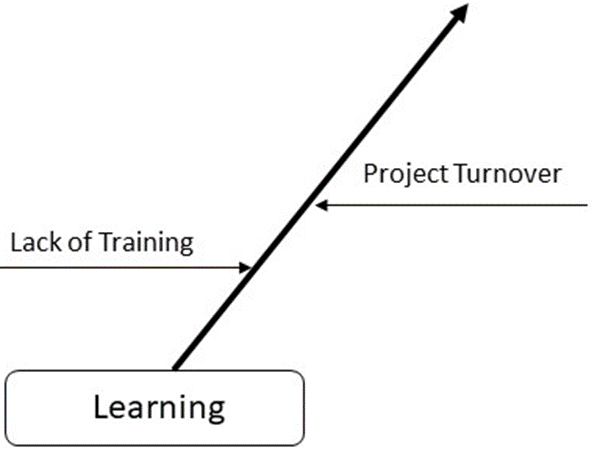 Project Turnover
Lack of Training
Learning